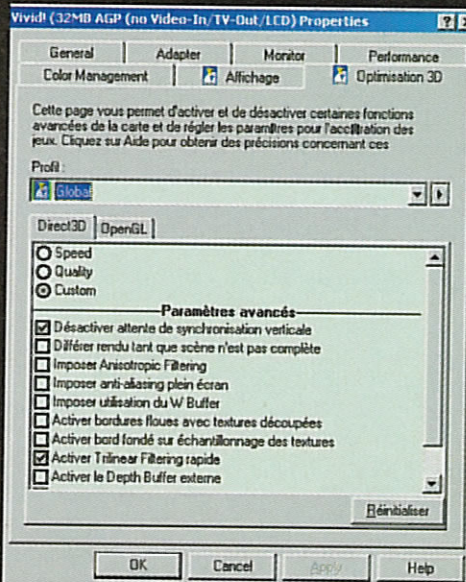 Vivid! (32MB AGP (no Video-In/TV-Out/LCD) Properties
General Adapter Monitor Performance
Color Management Affichage Optimisation 3D
Cette page vous permet d'activer et de désactiver certaines fonctions
avancées de la carte et de régler les paramètres pour l'accélération des
jeux. Cliquez sur Aide pour obtenir des précisions concernant ces
Profil :
Global
Direct3D OpenGL
Speed
Quality
Custom
Paramètres avancés
Désactiver attente de synchronisation verticale
Différer rendu tant que scène n'est pas complète
Imposer Anisotropic Filtering
Imposer anti-aliasing plein écran
Imposer utilisation du W Buffer
Activer bordures floues avec textures découpées
Activer bord fondé sur échantillonnage des textures
Activer Trilinear Filtering rapide
Activer le Depth Buffer externe
Réinitialiser
OK Cancel Apply Help